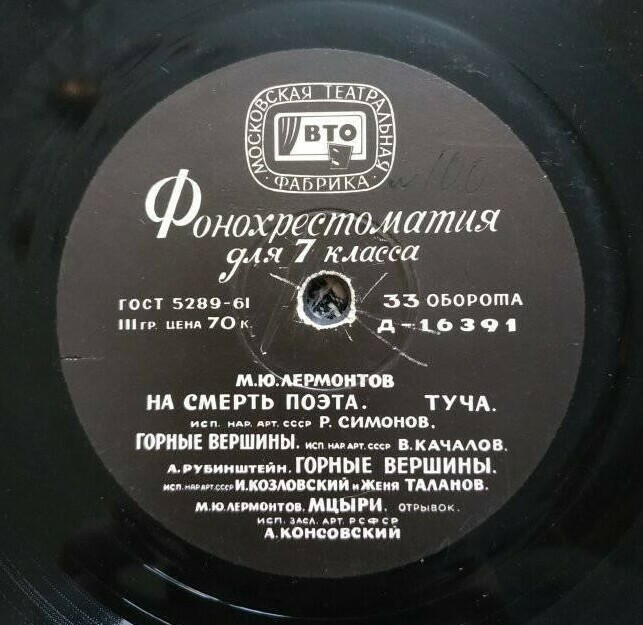 МОСКОВСКАЯ ТЕАТРАЛЬНАЯ
ВТО
ФАБРИКА
Фонохрестоматия
для 7 класса
ГОСТ 5289-61 33 ОБОРОТА
III ГР. ЦЕНА 70 К. Д-16391
М.Ю.ЛЕРМОНТОВ
НА СМЕРТЬ ПОЭТА. ТУЧА.
ИСП. НАР. АРТ. СССР Р. СИМОНОВ.
ГОРНЫЕ ВЕРШИНЫ. ИСП. НАР. АРТ. СССР В.КАЧАЛОВ.
А.РУБИНШТЕЙН. ГОРНЫЕ ВЕРШИНЫ.
ИСП. НАР. АРТ. СССР И.КОЗЛОВСКИЙ и ЖЕНЯ ТАЛАНОВ.
М.Ю.ЛЕРМОНТОВ. МЦЫРИ. ОТРЫВОК.
ИСП. ЗАСЛ. АРТ. РСФСР
А.КОНСОВСКИЙ